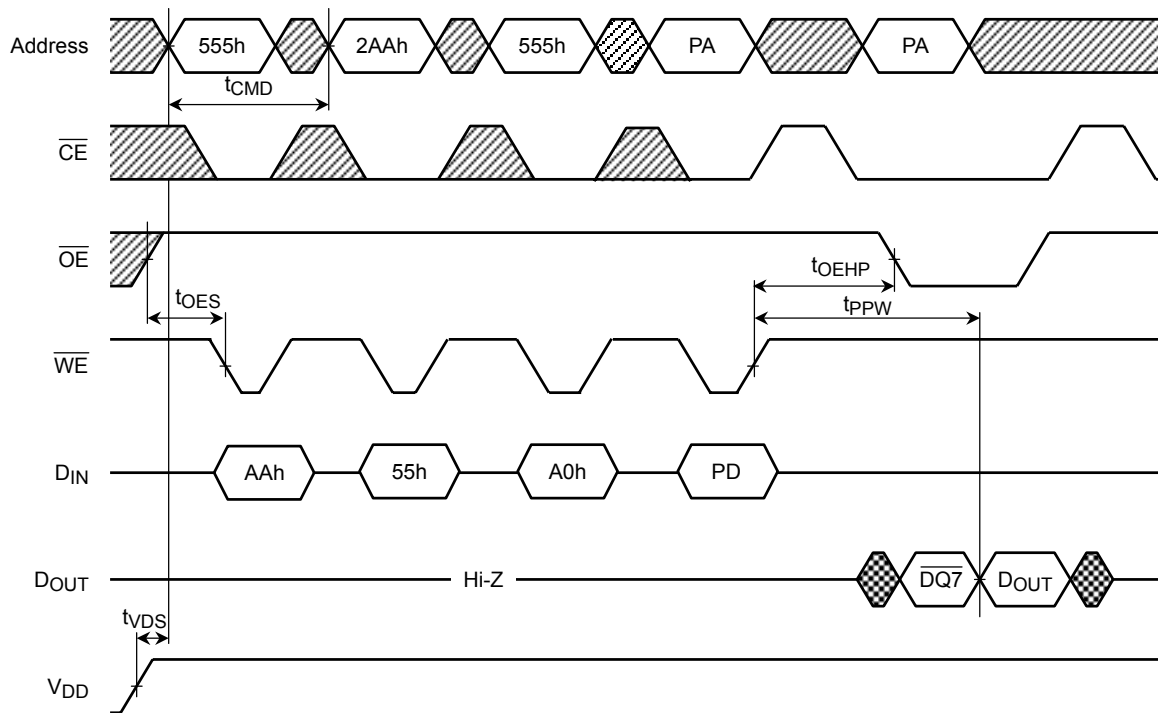 Address 555h 2AAh 555h PA PA
tCMD
CE
OE
tOEHP
tOES
tPPW
WE
DIN AAh 55h A0h PD
DOUT Hi-Z DQ7 DOUT
tVDS
VDD